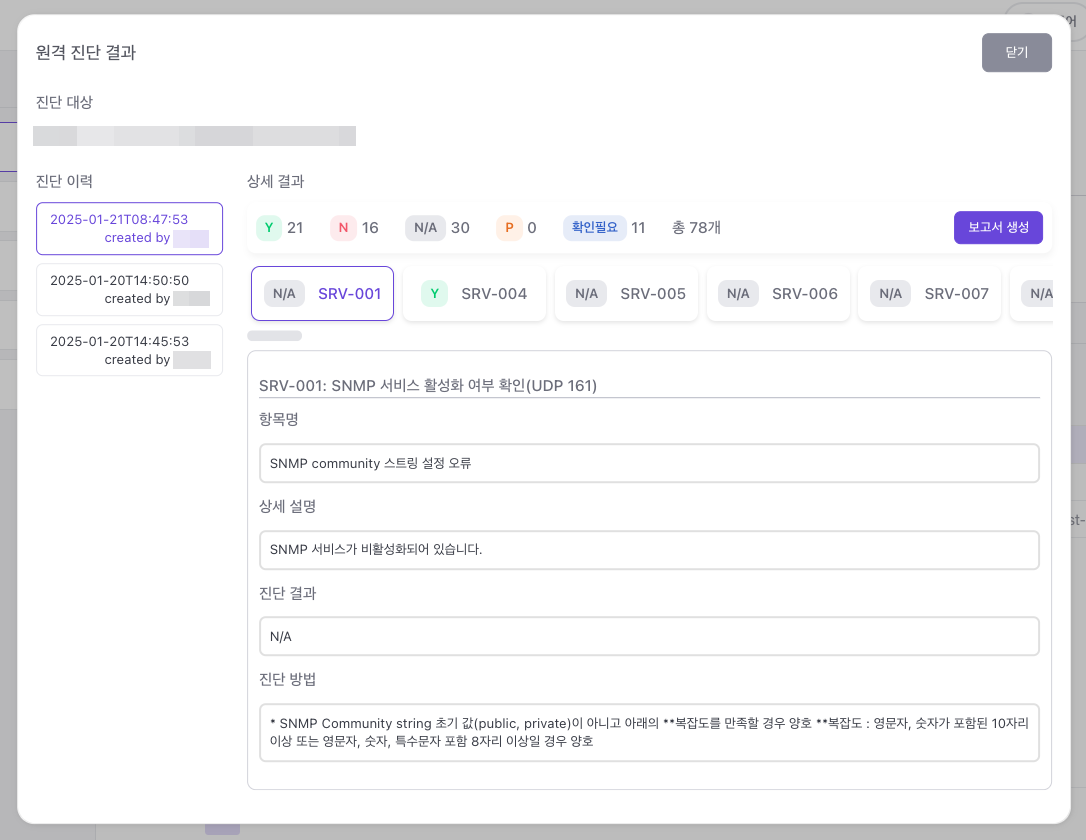 원격 진단 결과
닫기
진단 대상
진단 이력
2025-01-21T08:47:53
created by
2025-01-20T14:50:50
created by
2025-01-20T14:45:53
created by
상세 결과
Y 21 N 16 N/A 30 P 0 확인필요 11 총 78개
보고서 생성
N/A SRV-001
Y SRV-004
N/A SRV-005
N/A SRV-006
N/A SRV-007
N/A
SRV-001: SNMP 서비스 활성화 여부 확인(UDP 161)
항목명
SNMP community 스트링 설정 오류
상세 설명
SNMP 서비스가 비활성화되어 있습니다.
진단 결과
N/A
진단 방법
* SNMP Community string 초기 값(public, private)이 아니고 아래의 **복잡도를 만족할 경우 양호 **복잡도 : 영문자, 숫자가 포함된 10자리
이상 또는 영문자, 숫자, 특수문자 포함 8자리 이상일 경우 양호